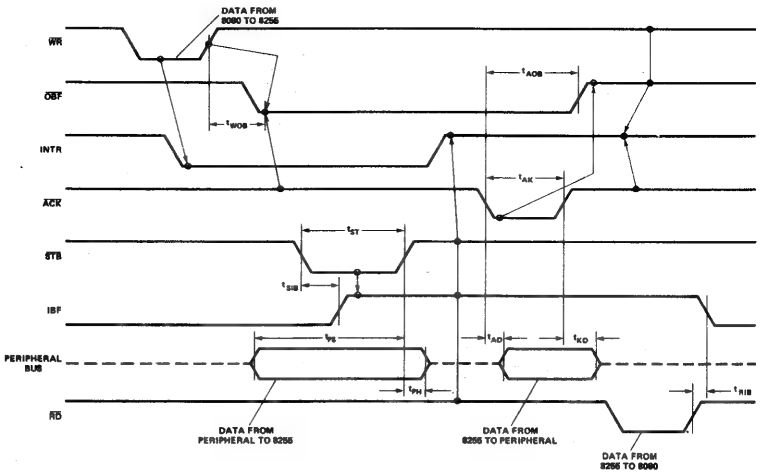 DATA FROM
8080 TO 8255
WR
tAOB
OBF
tWOB
INTR
tAK
ACK
tST
STB
tSIB
IBF
tPS
tAD
tKD
PERIPHERAL
BUS
tPH
tRIB
RD
DATA FROM
PERIPHERAL TO 8255
DATA FROM
8255 TO PERIPHERAL
DATA FROM
8255 TO 8080